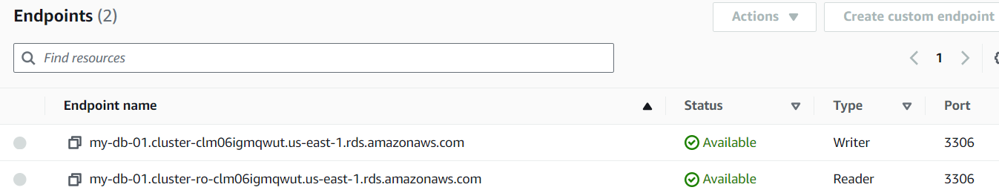 Endpoints (2)
Actions
Create custom endpoint
Find resources
1
Endpoint name Status Type Port
my-db-01.cluster-clm06igmqwut.us-east-1.rds.amazonaws.com Available Writer 3306
my-db-01.cluster-ro-clm06igmqwut.us-east-1.rds.amazonaws.com Available Reader 3306